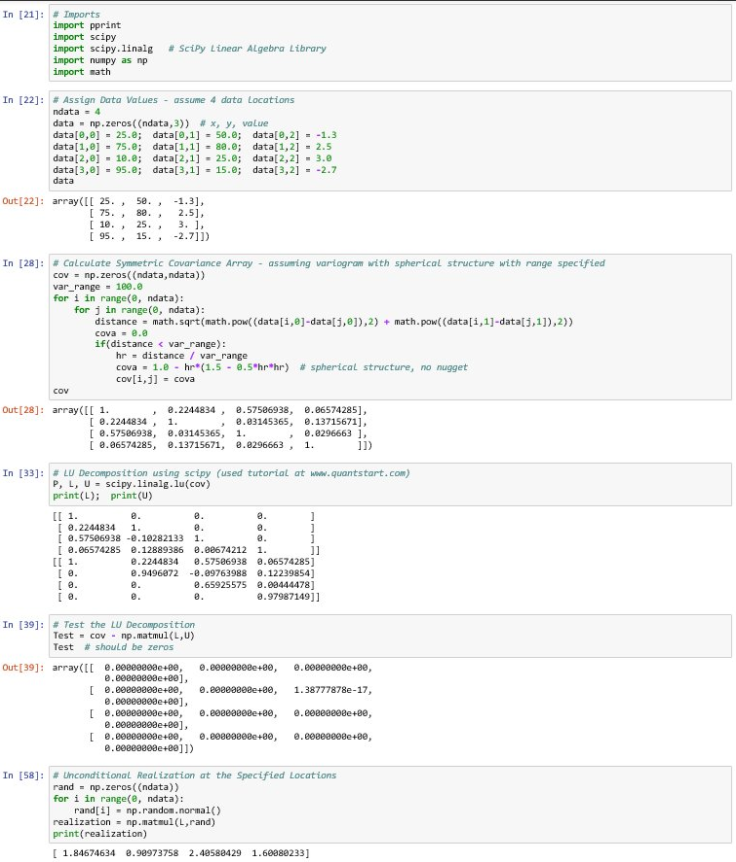 In [21]: # Imports
import pprint
import scipy
import scipy.linalg # SciPy Linear Algebra Library
import numpy as np
import math
In [22]: # Assign Data Values - assume 4 data locations
ndata = 4
data = np.zeros((ndata,3)) # x, y, value
data[0,0] = 25.0; data[0,1] = 50.0; data[0,2] = -1.3
data[1,0] = 75.0; data[1,1] = 80.0; data[1,2] = 2.5
data[2,0] = 10.0; data[2,1] = 25.0; data[2,2] = 3.0
data[3,0] = 95.0; data[3,1] = 15.0; data[3,2] = -2.7
data
Out[22]: array([[ 25. , 50. , -1.3],
[ 75. , 80. , 2.5],
[ 10. , 25. , 3. ],
[ 95. , 15. , -2.7]])
In [28]: # Calculate Symmetric Covariance Array - assuming variogram with spherical structure with range specified
cov = np.zeros((ndata,ndata))
var_range = 100.0
for i in range(0, ndata):
for j in range(0, ndata):
distance = math.sqrt(math.pow((data[i,0]-data[j,0]),2) + math.pow((data[i,1]-data[j,1]),2))
cova = 0.0
if(distance < var_range):
hr = distance / var_range
cova = 1.0 - hr*(1.5 - 0.5*hr*hr) # spherical structure, no nugget
cov[i,j] = cova
cov
Out[28]: array([[ 1. , 0.2244834 , 0.57506938, 0.06574285],
[ 0.2244834 , 1. , 0.03145365, 0.13715671],
[ 0.57506938, 0.03145365, 1. , 0.0296663 ],
[ 0.06574285, 0.13715671, 0.0296663 , 1. ]])
In [33]: # LU Decomposition using scipy (used tutorial at www.quantstart.com)
P, L, U = scipy.linalg.lu(cov)
print(L); print(U)
[[ 1. 0. 0. 0. ]
[ 0.2244834 1. 0. 0. ]
[ 0.57506938 -0.10282133 1. 0. ]
[ 0.06574285 0.12889386 0.00674212 1. ]]
[[ 1. 0.2244834 0.57506938 0.06574285]
[ 0. 0.9496072 -0.09763988 0.12239854]
[ 0. 0. 0.65925575 0.00444478]
[ 0. 0. 0. 0.97987149]]
In [39]: # Test the LU Decomposition
Test = cov - np.matmul(L,U)
Test # should be zeros
Out[39]: array([[ 0.00000000e+00, 0.00000000e+00, 0.00000000e+00,
0.00000000e+00],
[ 0.00000000e+00, 0.00000000e+00, 1.38777878e-17,
0.00000000e+00],
[ 0.00000000e+00, 0.00000000e+00, 0.00000000e+00,
0.00000000e+00],
[ 0.00000000e+00, 0.00000000e+00, 0.00000000e+00,
0.00000000e+00]])
In [58]: # Unconditional Realization at the Specified Locations
rand = np.zeros((ndata))
for i in range(0, ndata):
rand[i] = np.random.normal()
realization = np.matmul(L,rand)
print(realization)
[ 1.84674634 0.90973758 2.40580429 1.60080233]